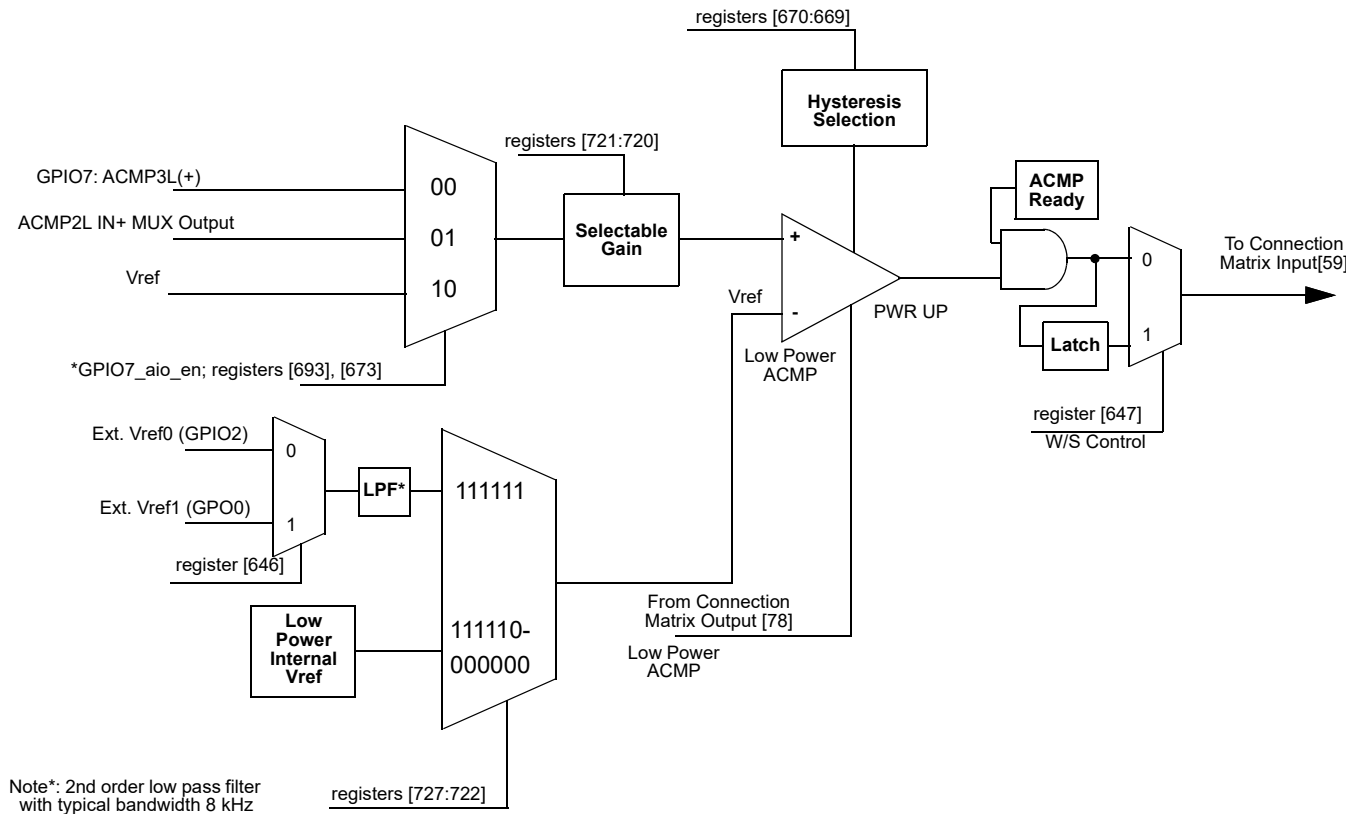 registers [670:669]
Hysteresis
Selection
registers [721:720]
GPIO7: ACMP3L(+)
00
ACMP2L IN+ MUX Output
01
Vref
10
Selectable
Gain
*GPIO7_aio_en; registers [693], [673]
+
Vref
-
Low Power
ACMP
PWR UP
ACMP
Ready
0
To Connection
Matrix Input[59]
Latch
1
register [647]
W/S Control
Ext. Vref0 (GPIO2)
0
LPF*
111111
Ext. Vref1 (GPO0)
1
register [646]
Low
Power
Internal
Vref
111110-
000000
From Connection
Matrix Output [78]
Low Power
ACMP
Note*: 2nd order low pass filter
with typical bandwidth 8 kHz
registers [727:722]